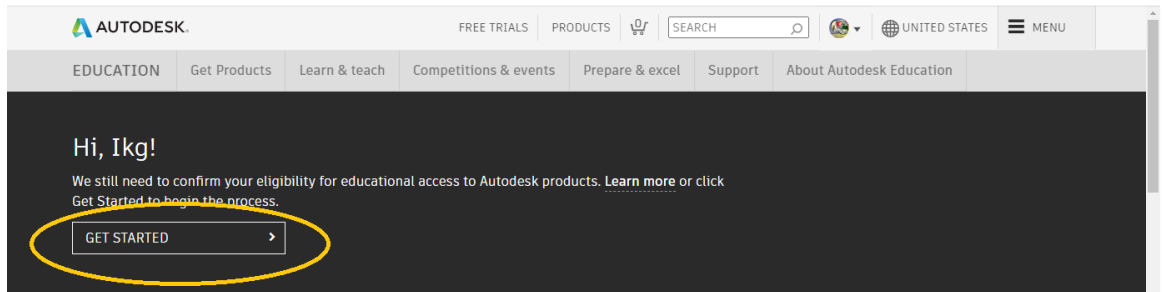 AUTODESK.
FREE TRIALS PRODUCTS 0 SEARCH UNITED STATES MENU
EDUCATION Get Products Learn & teach Competitions & events Prepare & excel Support About Autodesk Education
Hi, Ikg!
We still need to confirm your eligibility for educational access to Autodesk products. Learn more or click
Get Started to begin the process.
GET STARTED